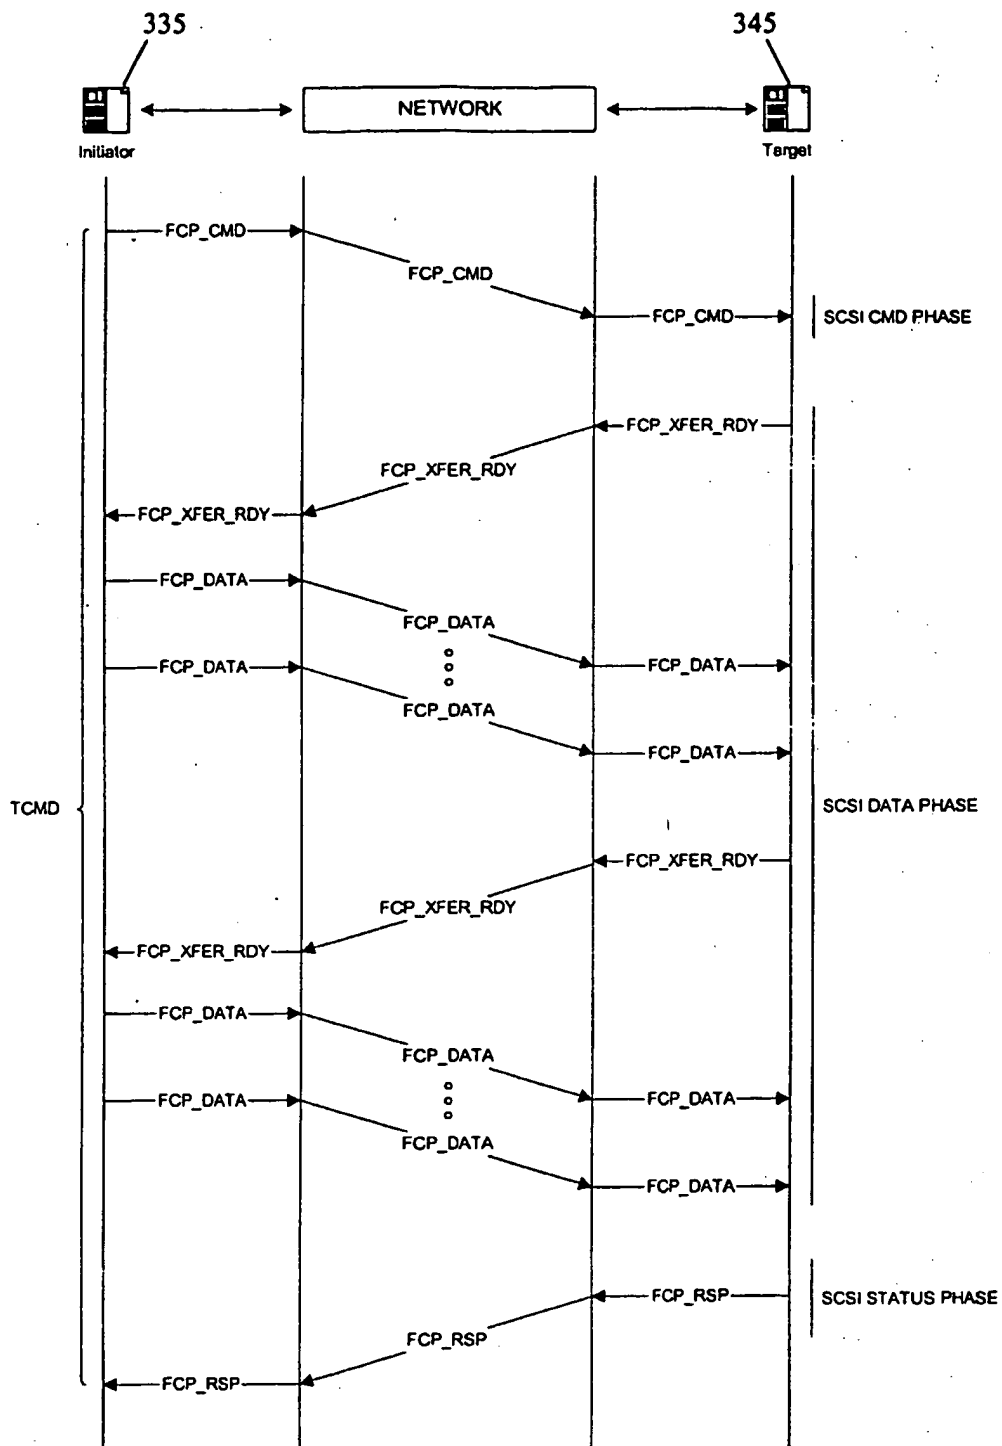 335
345
NETWORK
Initiator
Target
FCP_CMD
FCP_CMD
FCP_CMD
SCSI CMD PHASE
FCP_XFER_RDY
FCP_XFER_RDY
FCP_XFER_RDY
FCP_DATA
FCP_DATA
FCP_DATA
FCP_DATA
FCP_DATA
FCP_DATA
TCMD
SCSI DATA PHASE
FCP_XFER_RDY
FCP_XFER_RDY
FCP_XFER_RDY
FCP_DATA
FCP_DATA
FCP_DATA
FCP_DATA
FCP_DATA
FCP_DATA
FCP_RSP
SCSI STATUS PHASE
FCP_RSP
FCP_RSP